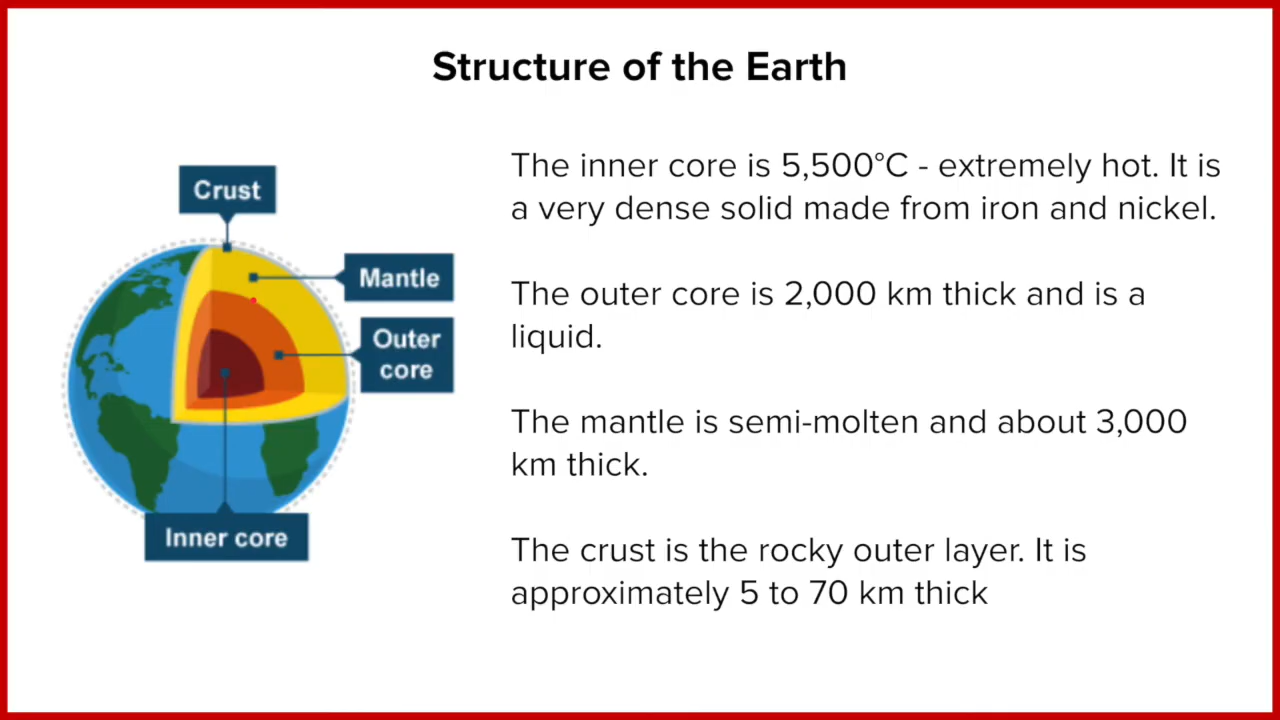 Structure of the Earth
Crust
Mantle
Outer
core
Inner core
The inner core is 5,500°C - extremely hot. It is
a very dense solid made from iron and nickel.
The outer core is 2,000 km thick and is a
liquid.
The mantle is semi-molten and about 3,000
km thick.
The crust is the rocky outer layer. It is
approximately 5 to 70 km thick